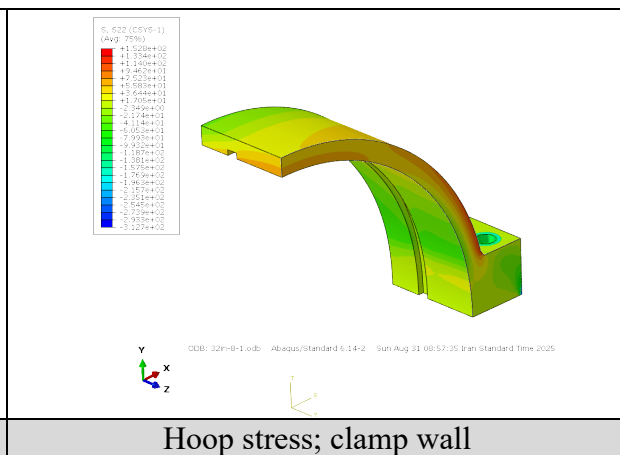 S, S22 (CSYS-1)
(Avg: 75%)
+1.528e+02
+1.334e+02
+1.140e+02
+9.462e+01
+7.523e+01
+5.583e+01
+3.644e+01
+1.705e+01
-2.349e+00
-2.174e+01
-4.114e+01
-6.053e+01
-7.993e+01
-9.932e+01
-1.187e+02
-1.381e+02
-1.575e+02
-1.769e+02
-1.963e+02
-2.157e+02
-2.351e+02
-2.545e+02
-2.739e+02
-2.933e+02
-3.127e+02
ODB: 32in-8-1.odb Abaqus/Standard 6.14-2 Sun Aug 31 08:57:35 Iran Standard Time 2025
Y
X
Z
T
Hoop stress; clamp wall